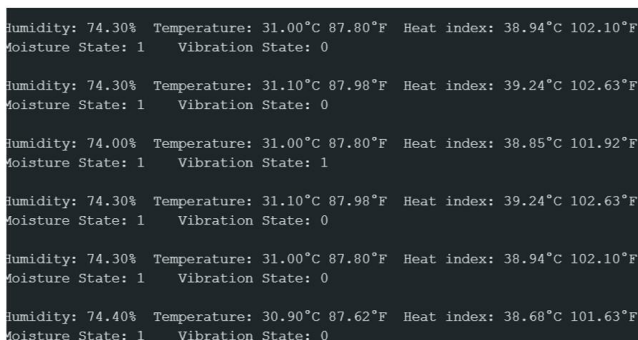 Humidity: 74.30%  Temperature: 31.00°C 87.80°F  Heat index: 38.94°C 102.10°F
Moisture State: 1    Vibration State: 0
Humidity: 74.30%  Temperature: 31.10°C 87.98°F  Heat index: 39.24°C 102.63°F
Moisture State: 1    Vibration State: 0
Humidity: 74.00%  Temperature: 31.00°C 87.80°F  Heat index: 38.85°C 101.92°F
Moisture State: 1    Vibration State: 1
Humidity: 74.30%  Temperature: 31.10°C 87.98°F  Heat index: 39.24°C 102.63°F
Moisture State: 1    Vibration State: 0
Humidity: 74.30%  Temperature: 31.00°C 87.80°F  Heat index: 38.94°C 102.10°F
Moisture State: 1    Vibration State: 0
Humidity: 74.40%  Temperature: 30.90°C 87.62°F  Heat index: 38.68°C 101.63°F
Moisture State: 1    Vibration State: 0